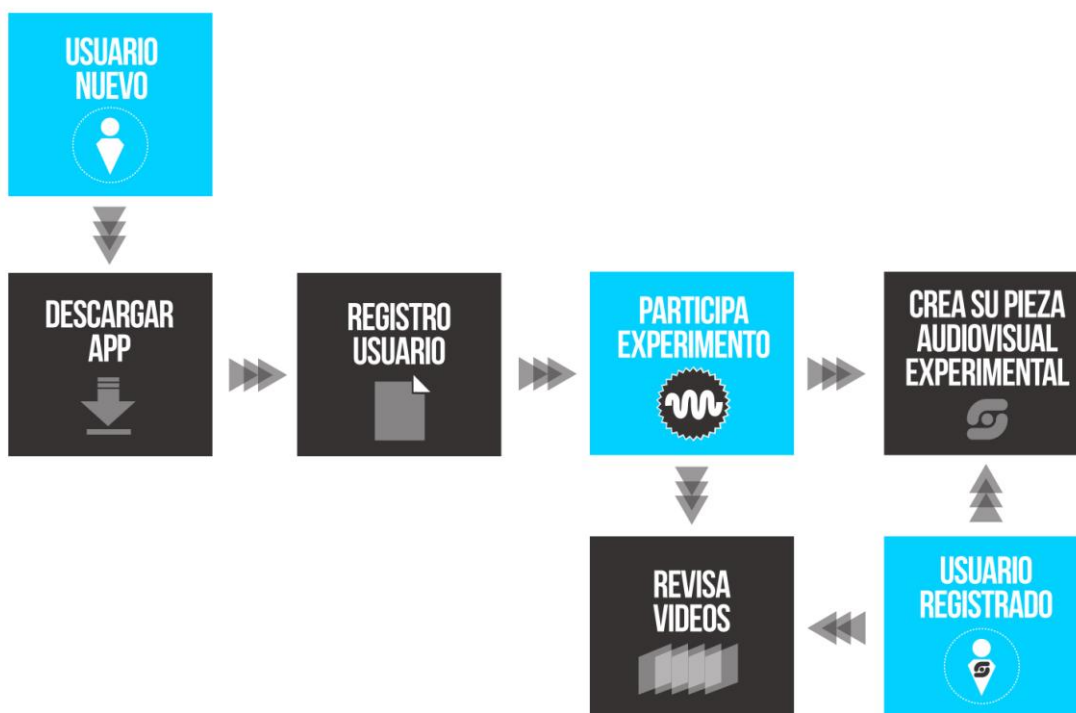 USUARIO
NUEVO
DESCARGAR
APP
REGISTRO
USUARIO
PARTICIPA
EXPERIMENTO
CREA SU PIEZA
AUDIOVISUAL
EXPERIMENTAL
REVISA
VIDEOS
USUARIO
REGISTRADO